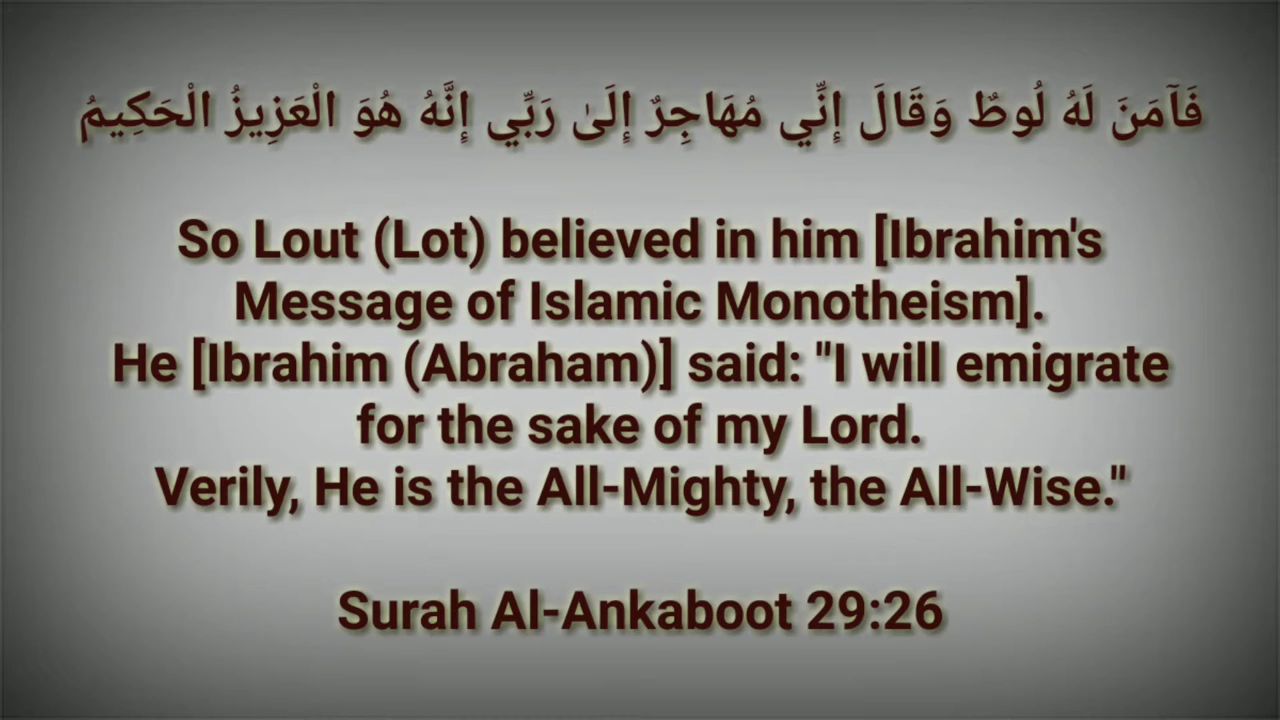 فَآمَنَ لَهُ لُوطٌ وَقَالَ إِنِّي مُهَاجِرٌ إِلَىٰ رَبِّي إِنَّهُ هُوَ الْعَزِيزُ الْحَكِيمُ
So Lout (Lot) believed in him [Ibrahim's
Message of Islamic Monotheism].
He [Ibrahim (Abraham)] said: "I will emigrate
for the sake of my Lord.
Verily, He is the All-Mighty, the All-Wise."
Surah Al-Ankaboot 29:26